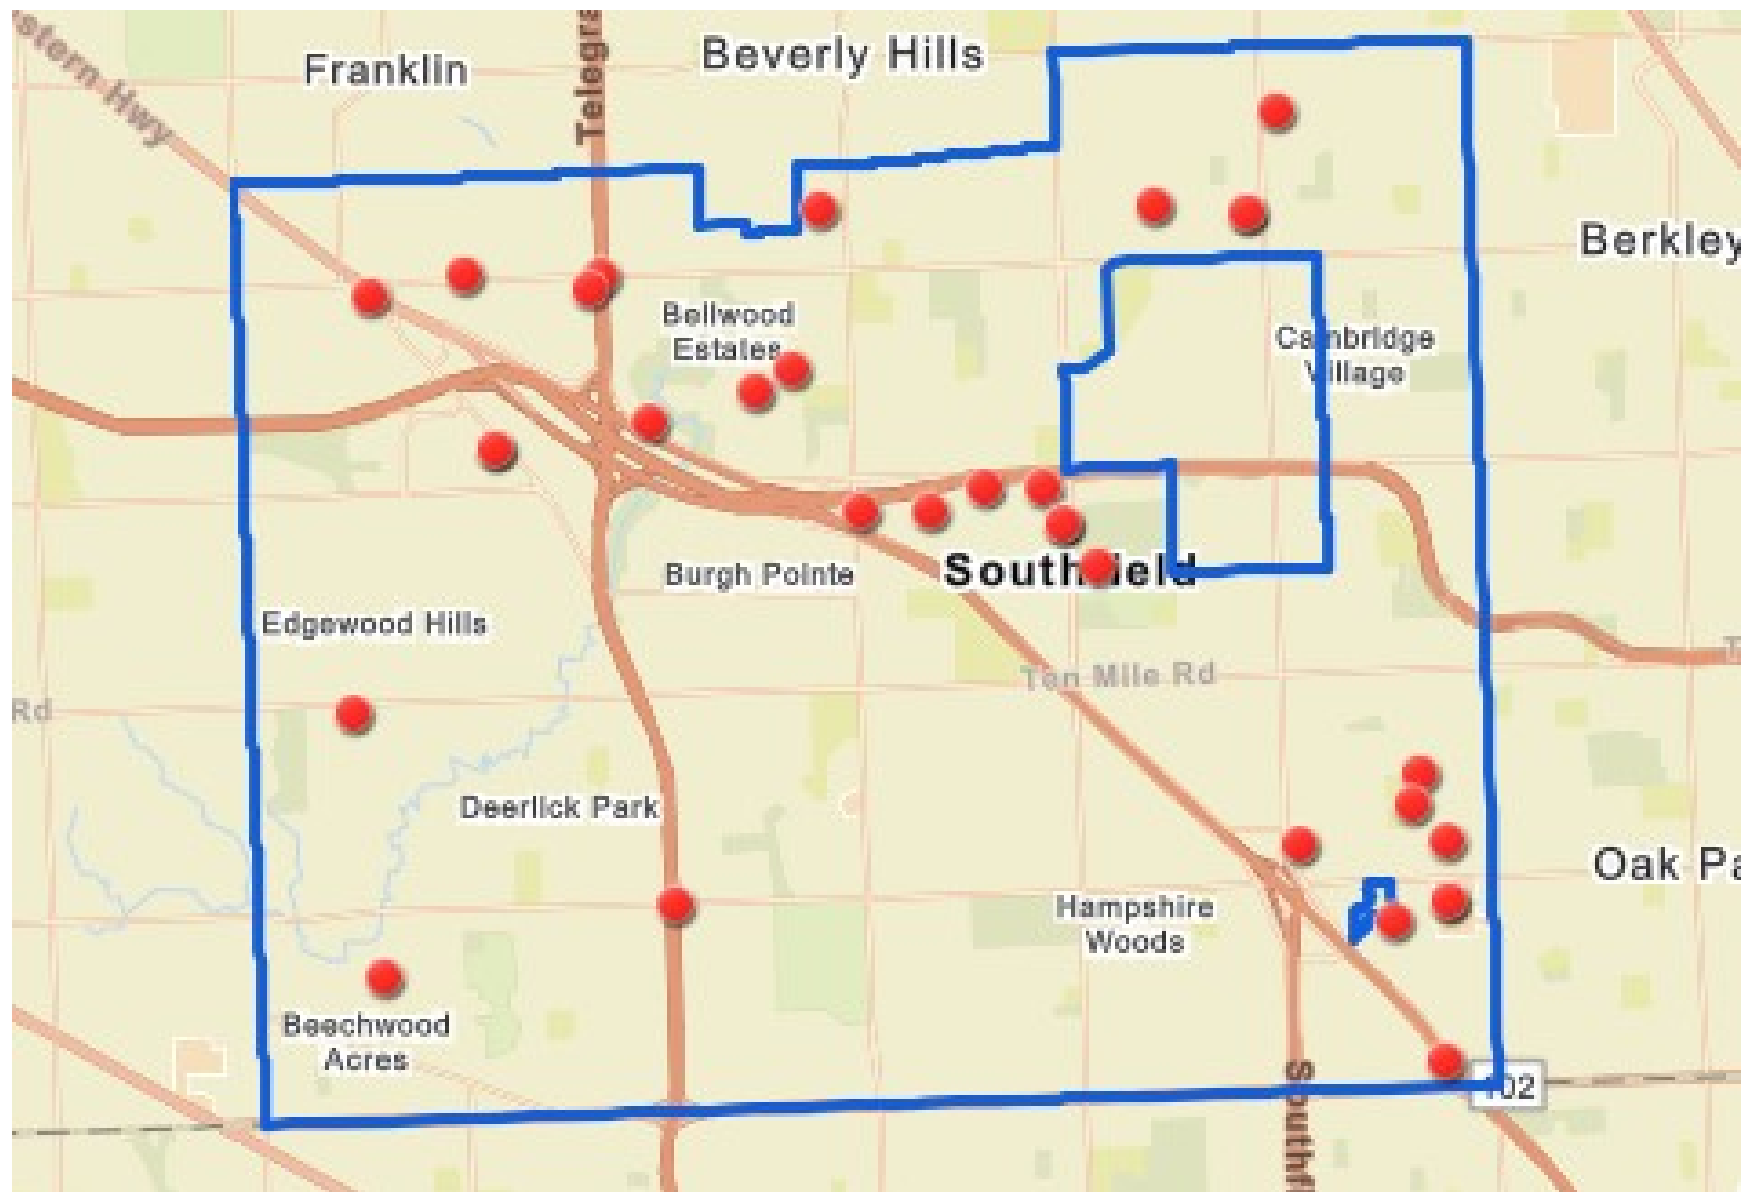 stern Hwy
Franklin
Telegra
Beverly Hills
Berkley
Bellwood
Estates
Cambridge
Village
Burgh Pointe
Southfield
Edgewood Hills
Ten Mile Rd
T
Rd
Deerlick Park
Oak Pa
Hampshire
Woods
Beechwood
Acres
Southf
102